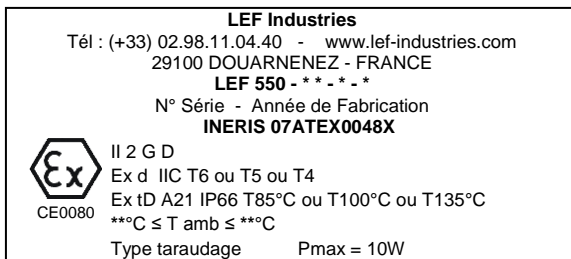 LEF Industries
Tél : (+33) 02.98.11.04.40 - www.lef-industries.com
29100 DOUARNENEZ - FRANCE
LEF 550 - * * - * - *
N° Série - Année de Fabrication
INERIS 07ATEX0048X
II 2 G D
Ex d IIC T6 ou T5 ou T4
Ex
Ex tD A21 IP66 T85°C ou T100°C ou T135°C
CE0080
**°C ≤ T amb ≤ **°C
Type taraudage Pmax = 10W